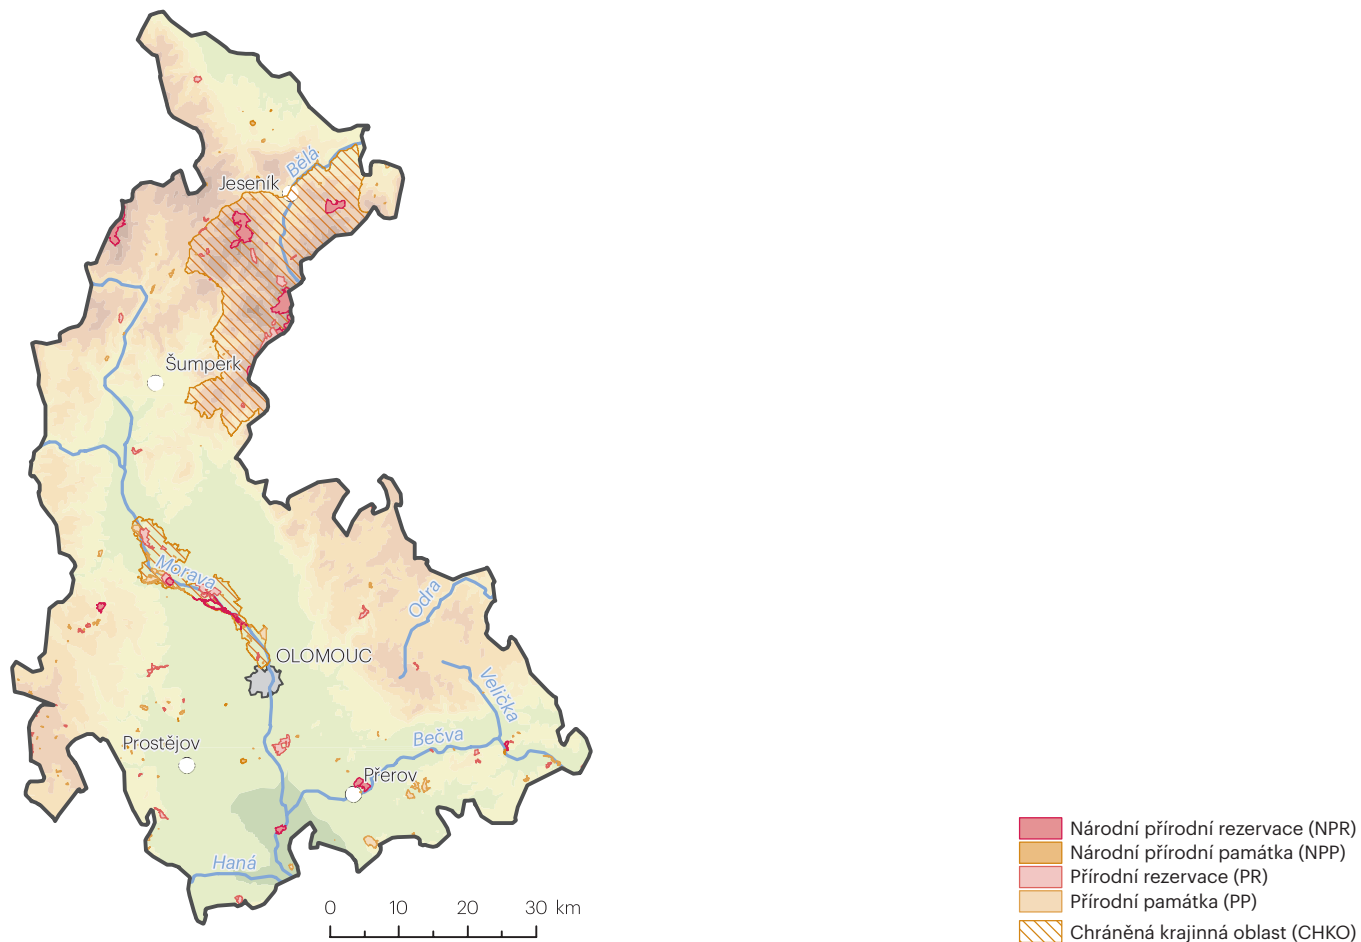 Bělá
Jeseník
Šumperk
Morava
Odra
OLOMOUC
Velička
Bečva
Prostějov
Přerov
Haná
0 10 20 30 km
Národní přírodní rezervace (NPR)
Národní přírodní památka (NPP)
Přírodní rezervace (PR)
Přírodní památka (PP)
Chráněná krajinná oblast (CHKO)